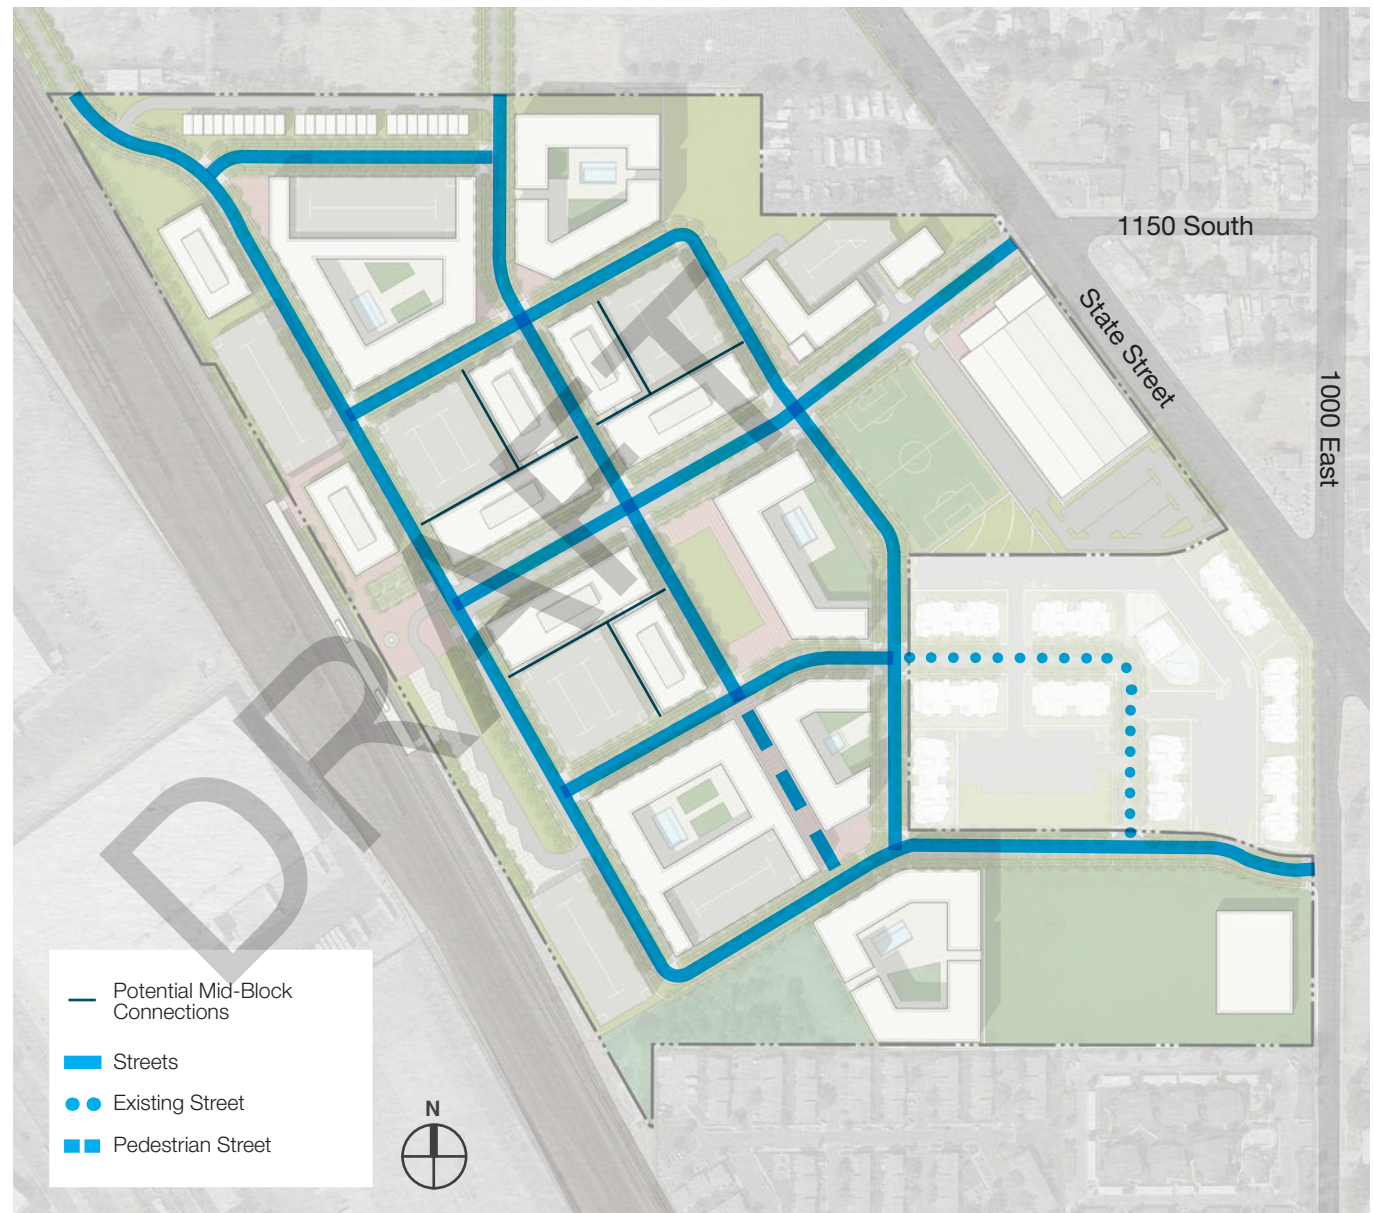 1150 South
State Street
1000 East
DRAFT
Potential Mid-Block
Connections
Streets
Existing Street
Pedestrian Street
N